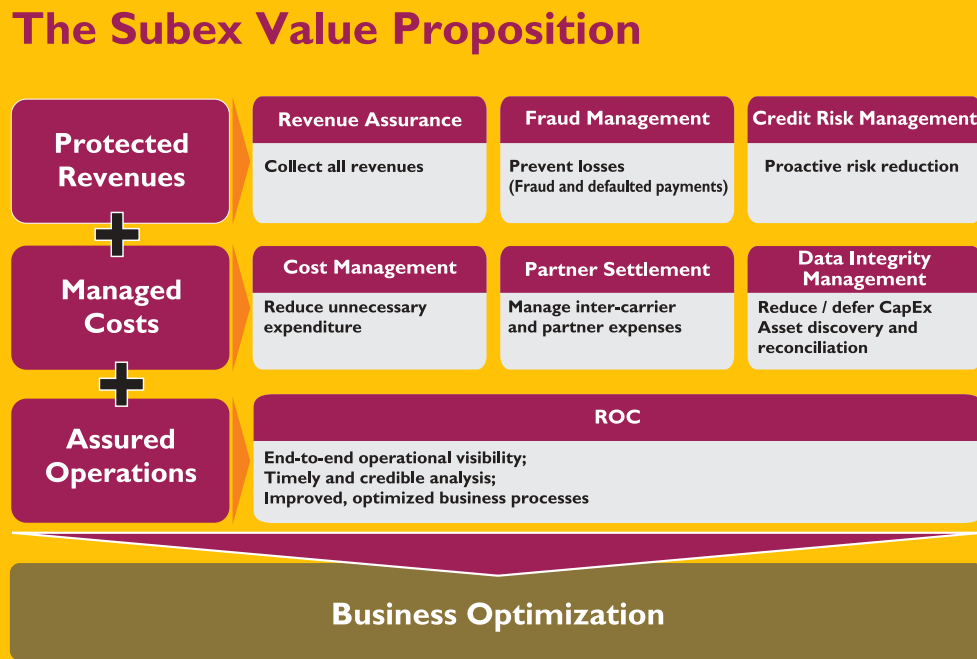 The Subex Value Proposition
Protected
Revenues
Revenue Assurance
Collect all revenues
Fraud Management
Prevent losses
(Fraud and defaulted payments)
Credit Risk Management
Proactive risk reduction
Managed
Costs
Cost Management
Reduce unnecessary
expenditure
Partner Settlement
Manage inter-carrier
and partner expenses
Data Integrity
Management
Reduce / defer CapEx
Asset discovery and
reconciliation
Assured
Operations
ROC
End-to-end operational visibility;
Timely and credible analysis;
Improved, optimized business processes
Business Optimization